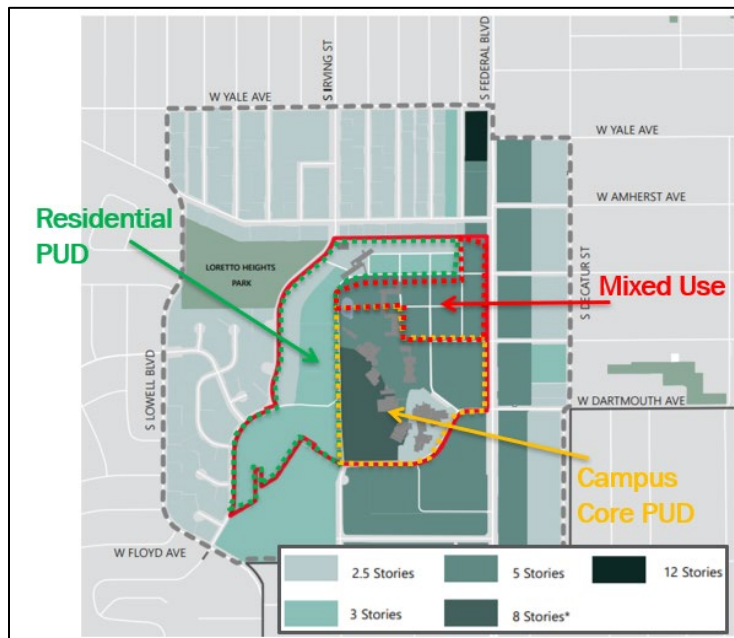 S IRVING ST
S FEDERAL BLVD
W YALE AVE
W YALE AVE
W AMHERST AVE
Residential
PUD
LORETTO HEIGHTS
PARK
Mixed Use
S DECATUR ST
S LOWELL BLVD
W DARTMOUTH AVE
Campus
Core PUD
W FLOYD AVE
2.5 Stories
5 Stories
12 Stories
3 Stories
8 Stories*